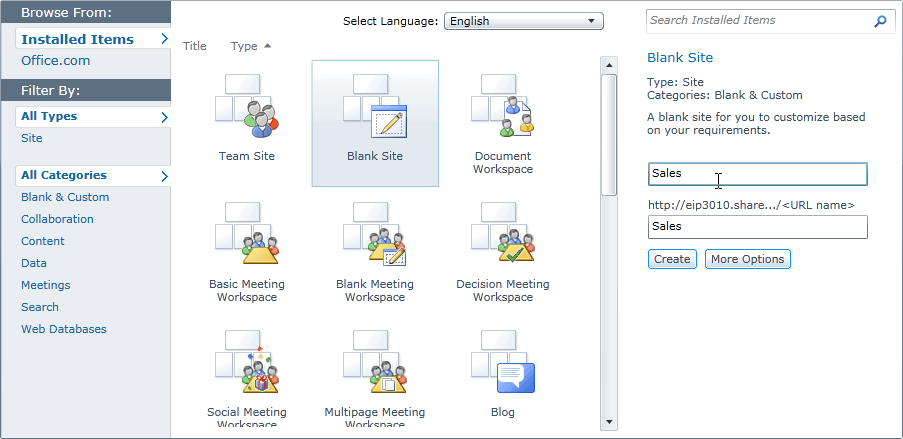 Browse From:
Installed Items
Office.com
Filter By:
All Types
Site
All Categories
Blank & Custom
Collaboration
Content
Data
Meetings
Search
Web Databases
Select Language: English
Title Type
Team Site
Blank Site
Document
Workspace
Basic Meeting
Workspace
Blank Meeting
Workspace
Decision Meeting
Workspace
Social Meeting
Workspace
Multipage Meeting
Workspace
Blog
Search Installed Items
Blank Site
Type: Site
Categories: Blank & Custom
A blank site for you to customize based
on your requirements.
Sales
http://eip3010.share.../<URL name>
Sales
Create More Options